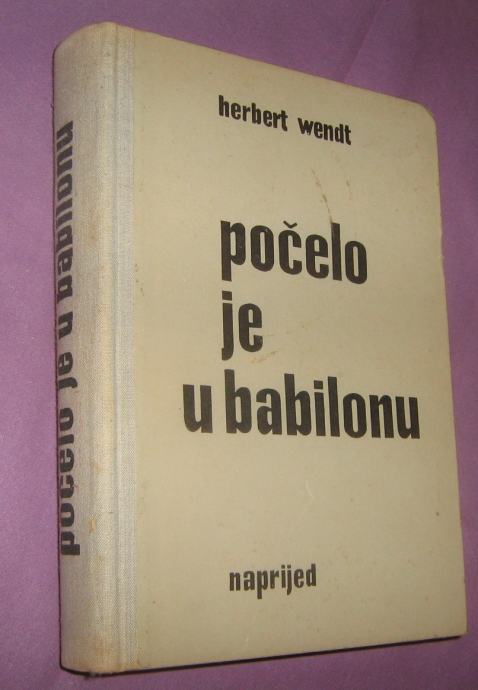 počelo je u babilonu
herbert wendt
počelo
je
u babilonu
naprijed